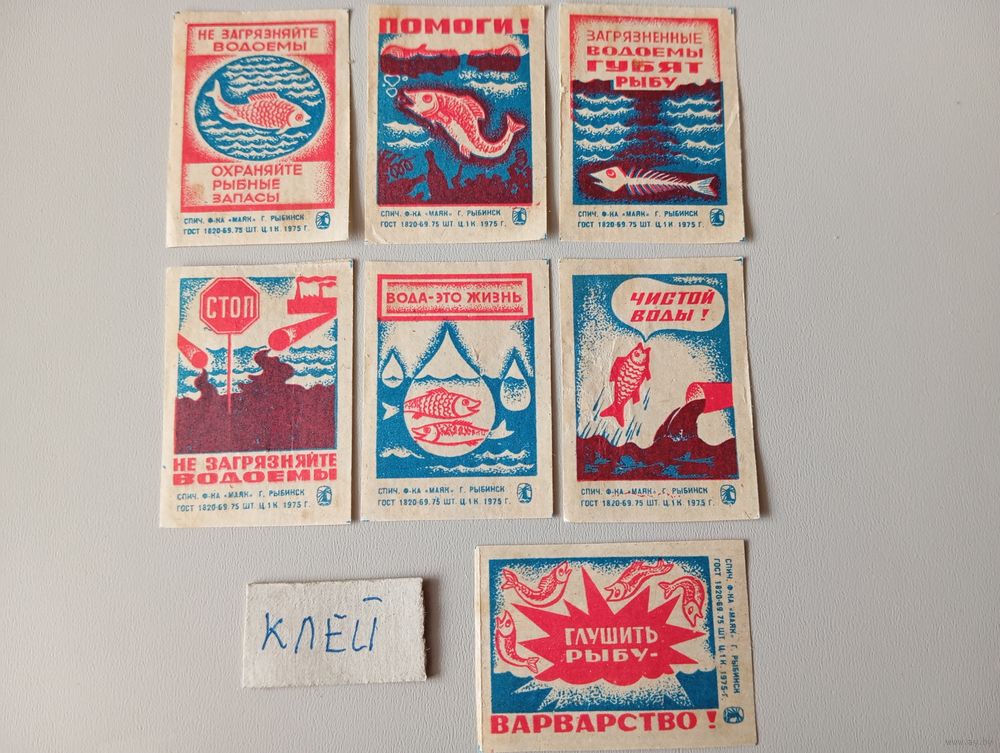 НЕ ЗАГРЯЗНЯЙТЕ
ВОДОЕМЫ
ОХРАНЯЙТЕ
РЫБНЫЕ
ЗАПАСЫ
СПИЧ. Ф-КА «МАЯК» Г. РЫБИНСК
ГОСТ 1820-69. 75 ШТ. Ц. 1 К. 1975 Г.
ПОМОГИ!
СПИЧ. Ф-КА «МАЯК» Г. РЫБИНСК
ГОСТ 1820-69. 75 ШТ. Ц. 1 К. 1975 Г.
ЗАГРЯЗНЕННЫЕ
ВОДОЕМЫ
ГУБЯТ
РЫБУ
СПИЧ. Ф-КА «МАЯК» Г. РЫБИНСК
ГОСТ 1820-69. 75 ШТ. Ц. 1 К. 1975 Г.
СТОП
НЕ ЗАГРЯЗНЯЙТЕ
ВОДОЕМЫ
СПИЧ. Ф-КА «МАЯК» Г. РЫБИНСК
ГОСТ 1820-69. 75 ШТ. Ц. 1 К. 1975 Г.
ВОДА-ЭТО ЖИЗНЬ
СПИЧ. Ф-КА «МАЯК» Г. РЫБИНСК
ГОСТ 1820-69. 75 ШТ. Ц. 1 К. 1975 Г.
ЧИСТОЙ
ВОДЫ!
СПИЧ. Ф-КА «МАЯК» Г. РЫБИНСК
ГОСТ 1820-69. 75 ШТ. Ц. 1 К. 1975 Г.
КЛЕЙ
ГЛУШИТЬ
РЫБУ-
ВАРВАРСТВО!
СПИЧ. Ф-КА «МАЯК» Г. РЫБИНСК
ГОСТ 1820-69. 75 ШТ. Ц. 1 К. 1975 Г.